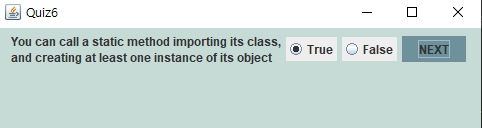 Quiz6
You can call a static method importing its class,
and creating at least one instance of its object
True False NEXT